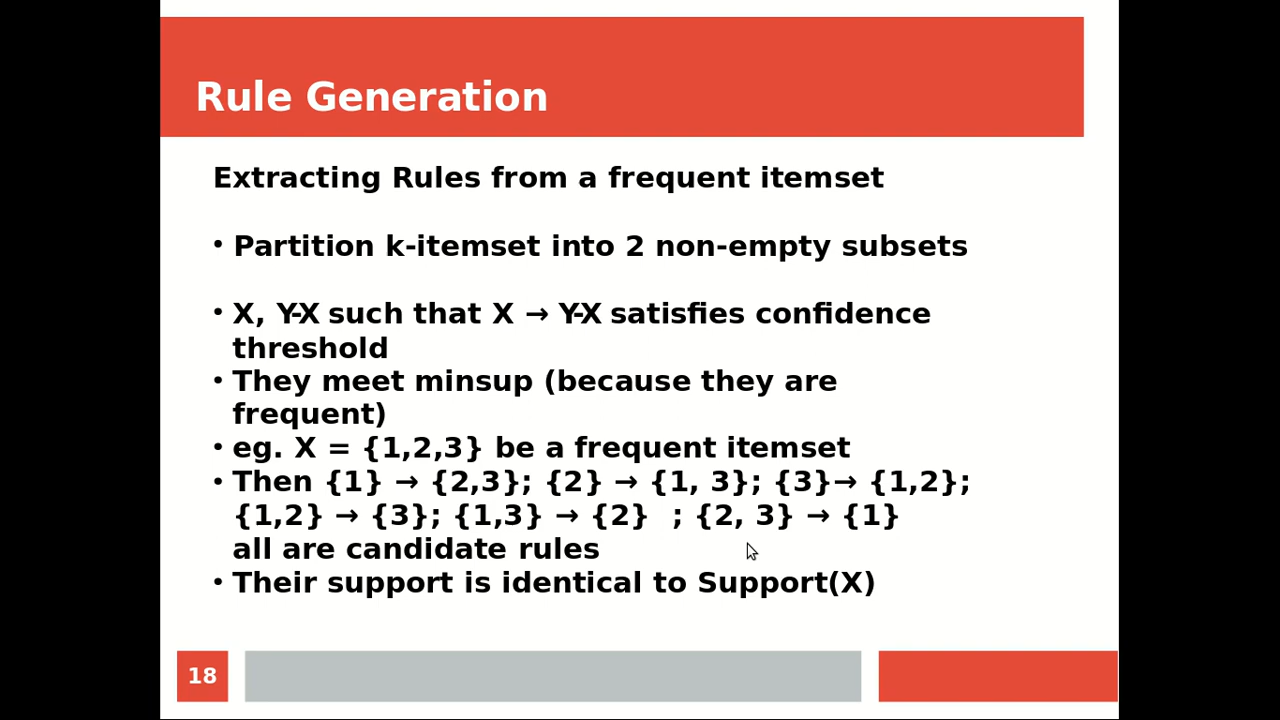 Rule Generation
Extracting Rules from a frequent itemset
• Partition k-itemset into 2 non-empty subsets
• X, Y-X such that X → Y-X satisfies confidence
threshold
• They meet minsup (because they are
frequent)
• eg. X = {1,2,3} be a frequent itemset
• Then {1} → {2,3}; {2} → {1, 3}; {3}→ {1,2};
{1,2} → {3}; {1,3} → {2}  ; {2, 3} → {1}
all are candidate rules
• Their support is identical to Support(X)
18